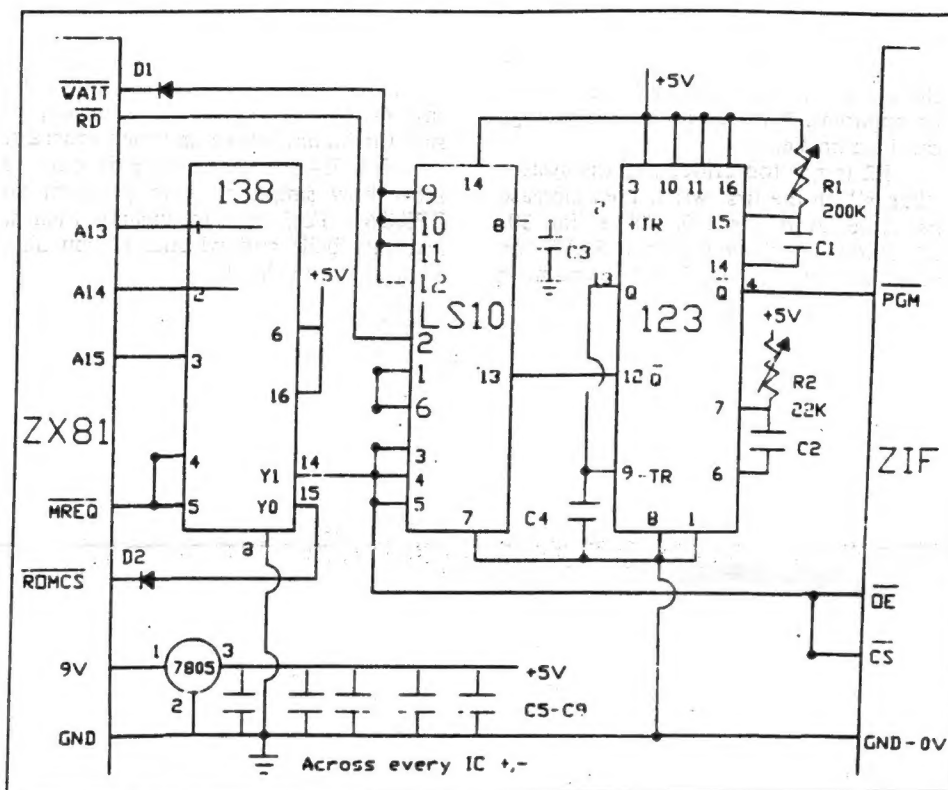 D1
+5V
WAIT
RD
138
14
9
8
10
11
12
3 10 11 16
+TR
15
R1
200K
C1
14
C3
A13
1
+5V
A14
2
LS10
2
13
Q
123
Q
4
PGM
+5V
A15
3
6
16
1
6
13
12 Q
7
R2
22K
C2
ZX81
ZIF
4
5
Y1
14
Y0
15
3
4
5
9 -TR
6
MREQ
C4
8
7
8
1
D2
ROMCS
OE
CS
9V
1
7805
3
+5V
2
C5-C9
GND
GND-0V
Across every IC +,-